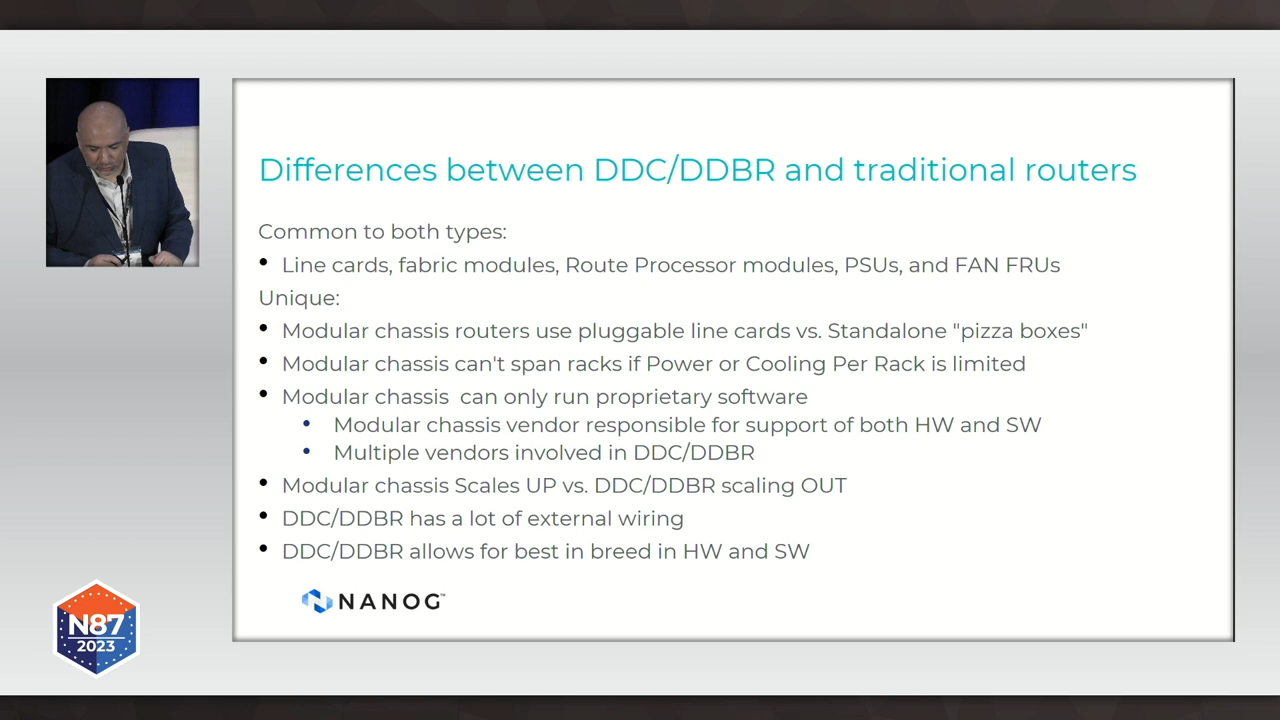 Differences between DDC/DDBR and traditional routers
Common to both types:
• Line cards, fabric modules, Route Processor modules, PSUs, and FAN FRUs
Unique:
• Modular chassis routers use pluggable line cards vs. Standalone "pizza boxes"
• Modular chassis can't span racks if Power or Cooling Per Rack is limited
• Modular chassis  can only run proprietary software
• Modular chassis vendor responsible for support of both HW and SW
• Multiple vendors involved in DDC/DDBR
• Modular chassis Scales UP vs. DDC/DDBR scaling OUT
• DDC/DDBR has a lot of external wiring
• DDC/DDBR allows for best in breed in HW and SW
NANOG™
N87
2023